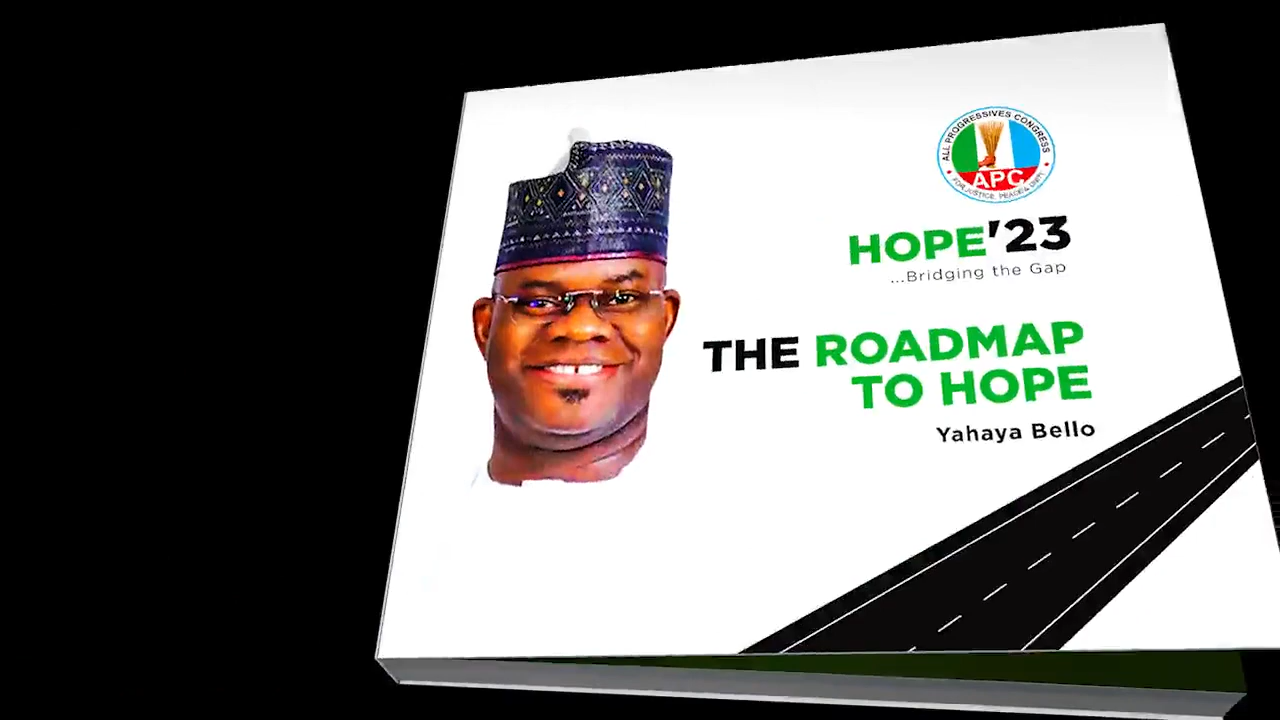 ALL PROGRESSIVES CONGRESS
APC
FOR JUSTICE, PEACE & UNITY
HOPE'23
...Bridging the Gap
THE ROADMAP
TO HOPE
Yahaya Bello